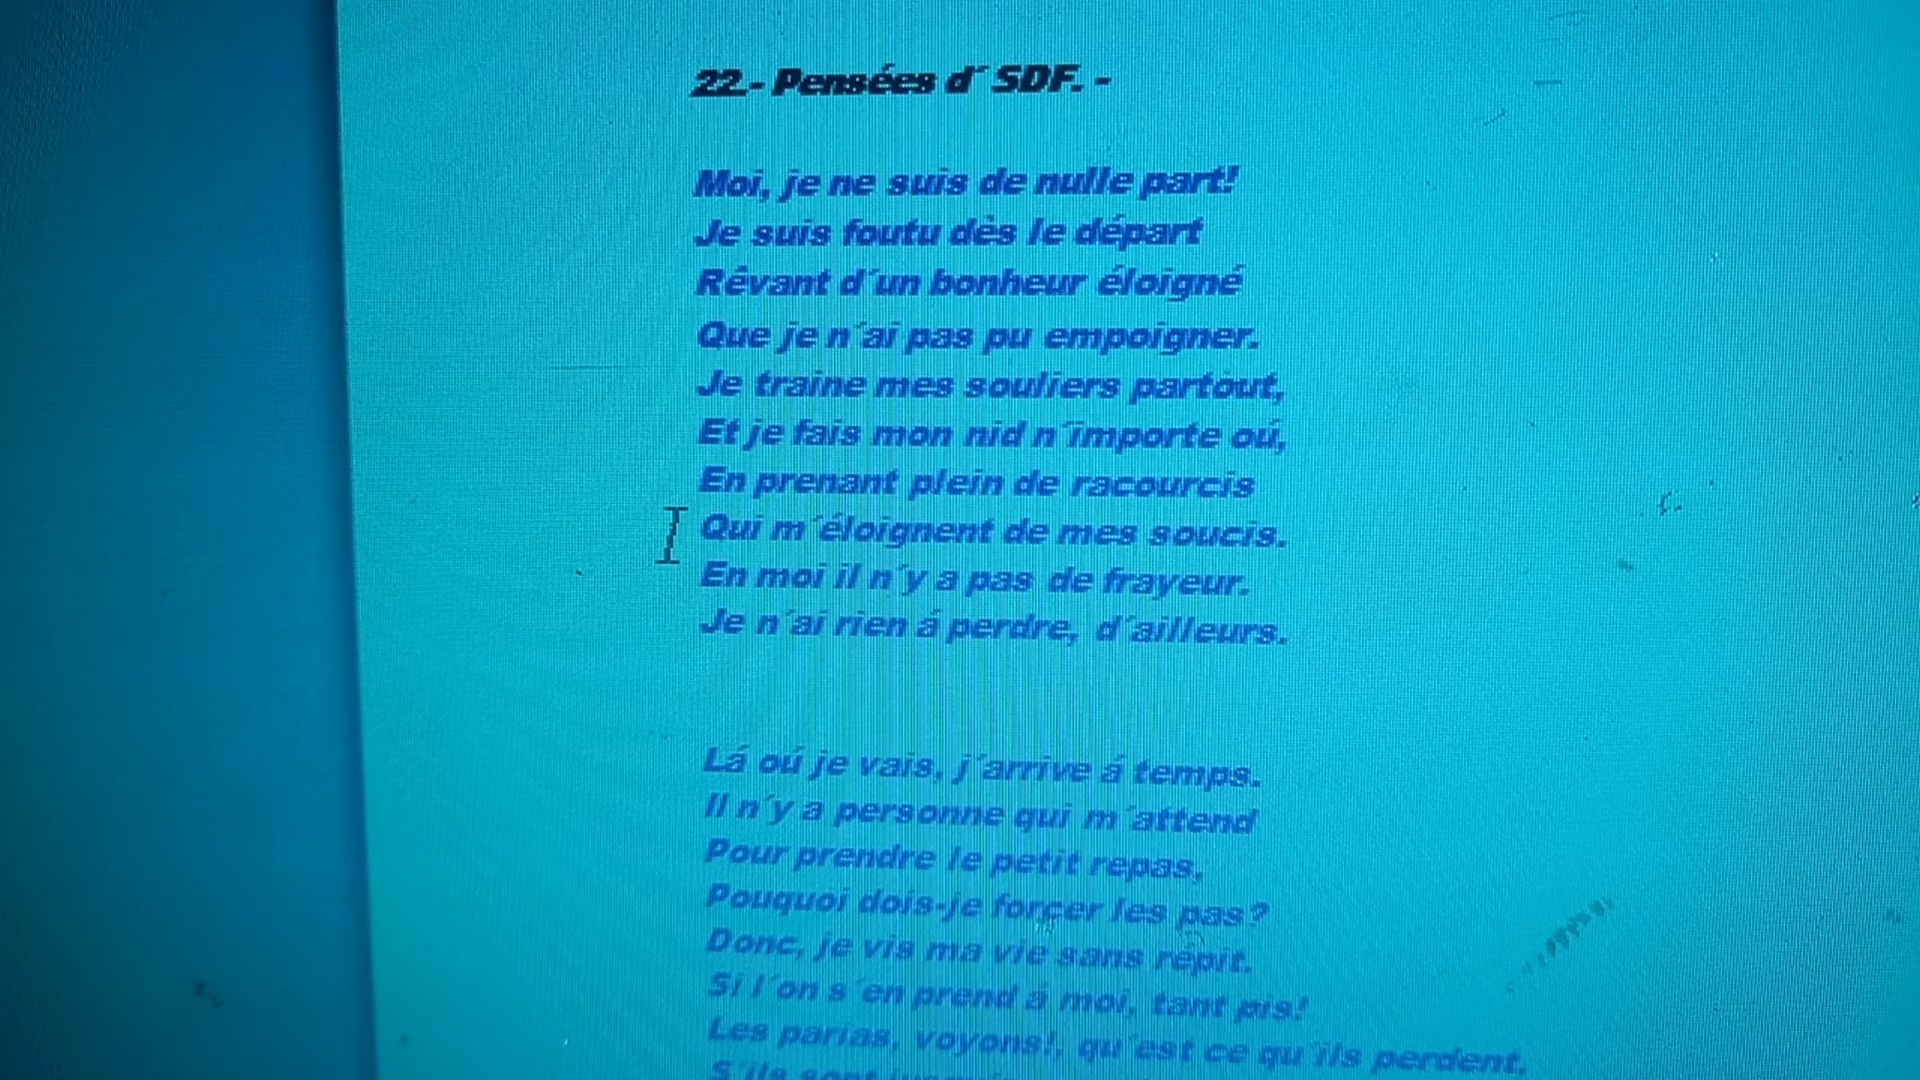 22.- Pensées d´ SDF. -
Moi, je ne suis de nulle part!
Je suis foutu dès le départ
Rêvant d´un bonheur éloigné
Que je n´ai pas pu empoigner.
Je traine mes souliers partout,
Et je fais mon nid n´importe oú,
En prenant plein de racourcis
Qui m´éloignent de mes soucis.
En moi il n´y a pas de frayeur.
Je n´ai rien á perdre, d´ailleurs.
Lá oú je vais, j´arrive á temps.
Il n´y a personne qui m´attend
Pour prendre le petit repas,
Pouquoi dois-je forçer les pas?
Donc, je vis ma vie sans répit.
Si l´on s´en prend á moi, tant pis!
Les parias, voyons!, qu´est ce qu´ils perdent,
S´ils sont